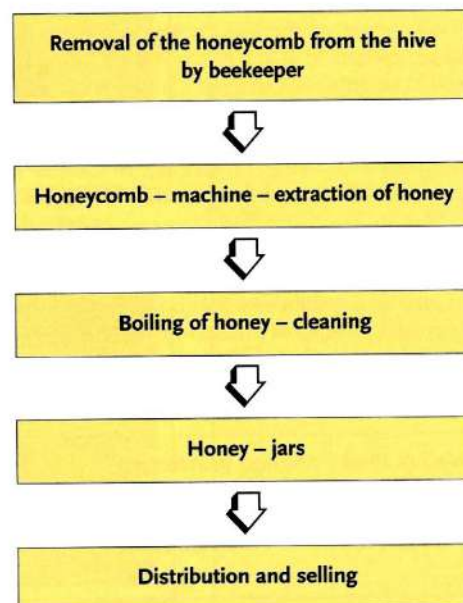 Removal of the honeycomb from the hive
by beekeeper
Honeycomb – machine – extraction of honey
Boiling of honey – cleaning
Honey – jars
Distribution and selling